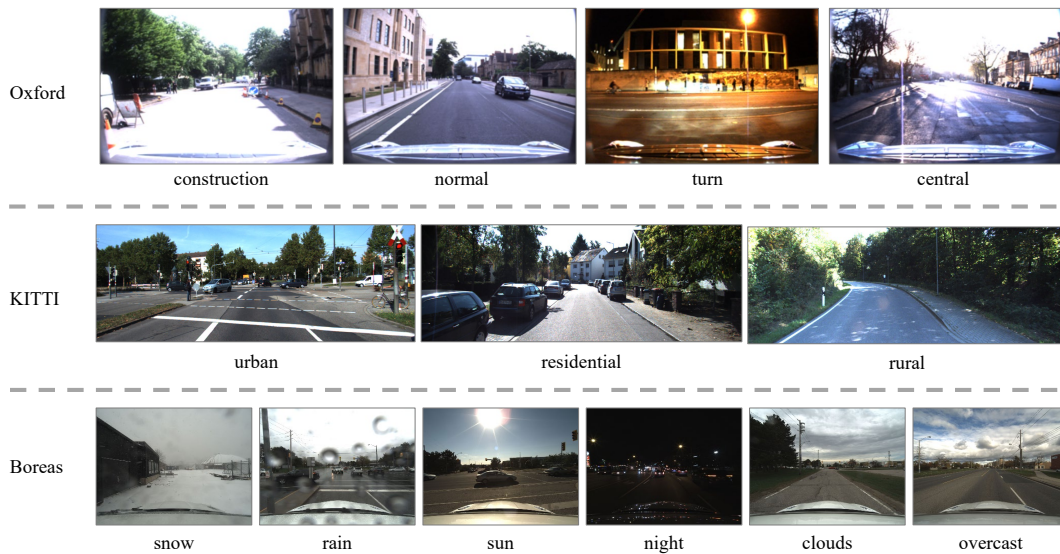 Oxford
construction normal turn central
KITTI
urban residential rural
Boreas
snow rain sun night clouds overcast